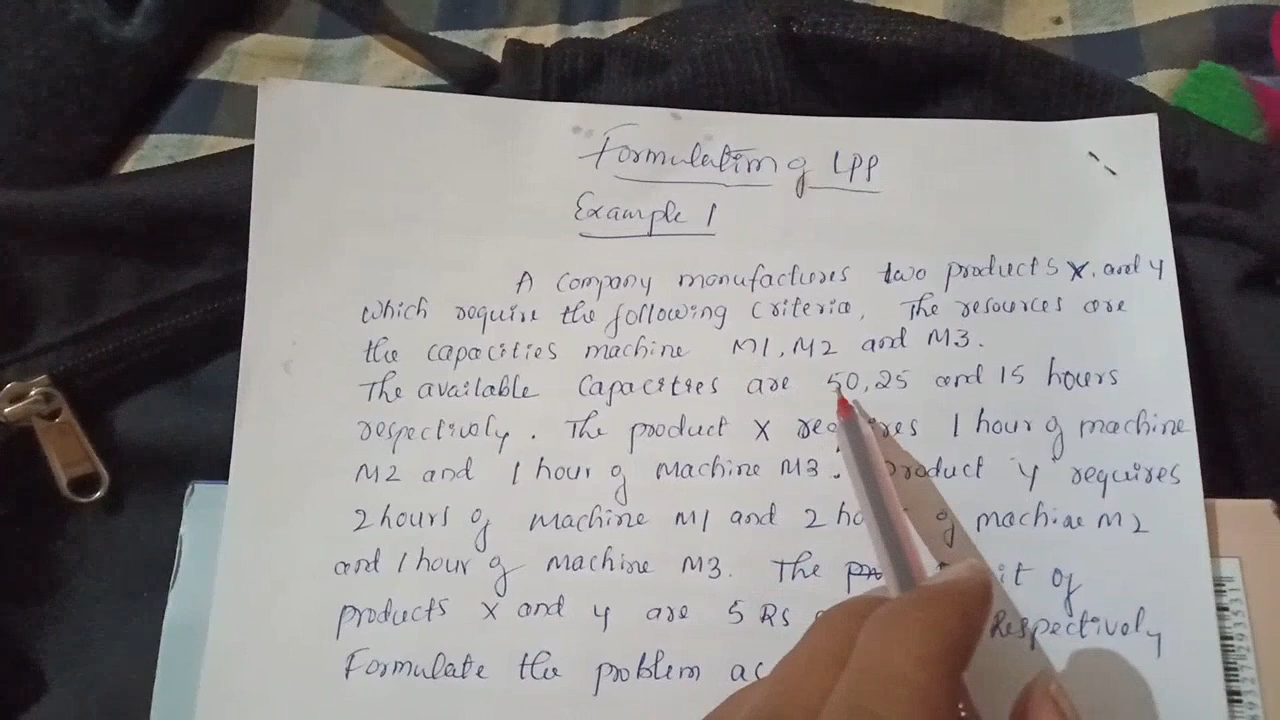 Formulation of LPP
Example 1
A Company manufactures two products X, and Y
which require the following criteria, The resources are
the capacities machine M1, M2 and M3.
The available capacities are 50, 25 and 15 hours
respectively. The product X requires 1 hour of machine
M2 and 1 hour of machine M3. Product "Y" requires
2 hours of machine M1 and 2 of machine M2
and 1 hour of machine M3. The of
products X and Y are 5 Rs Respectively
Formulate the problem